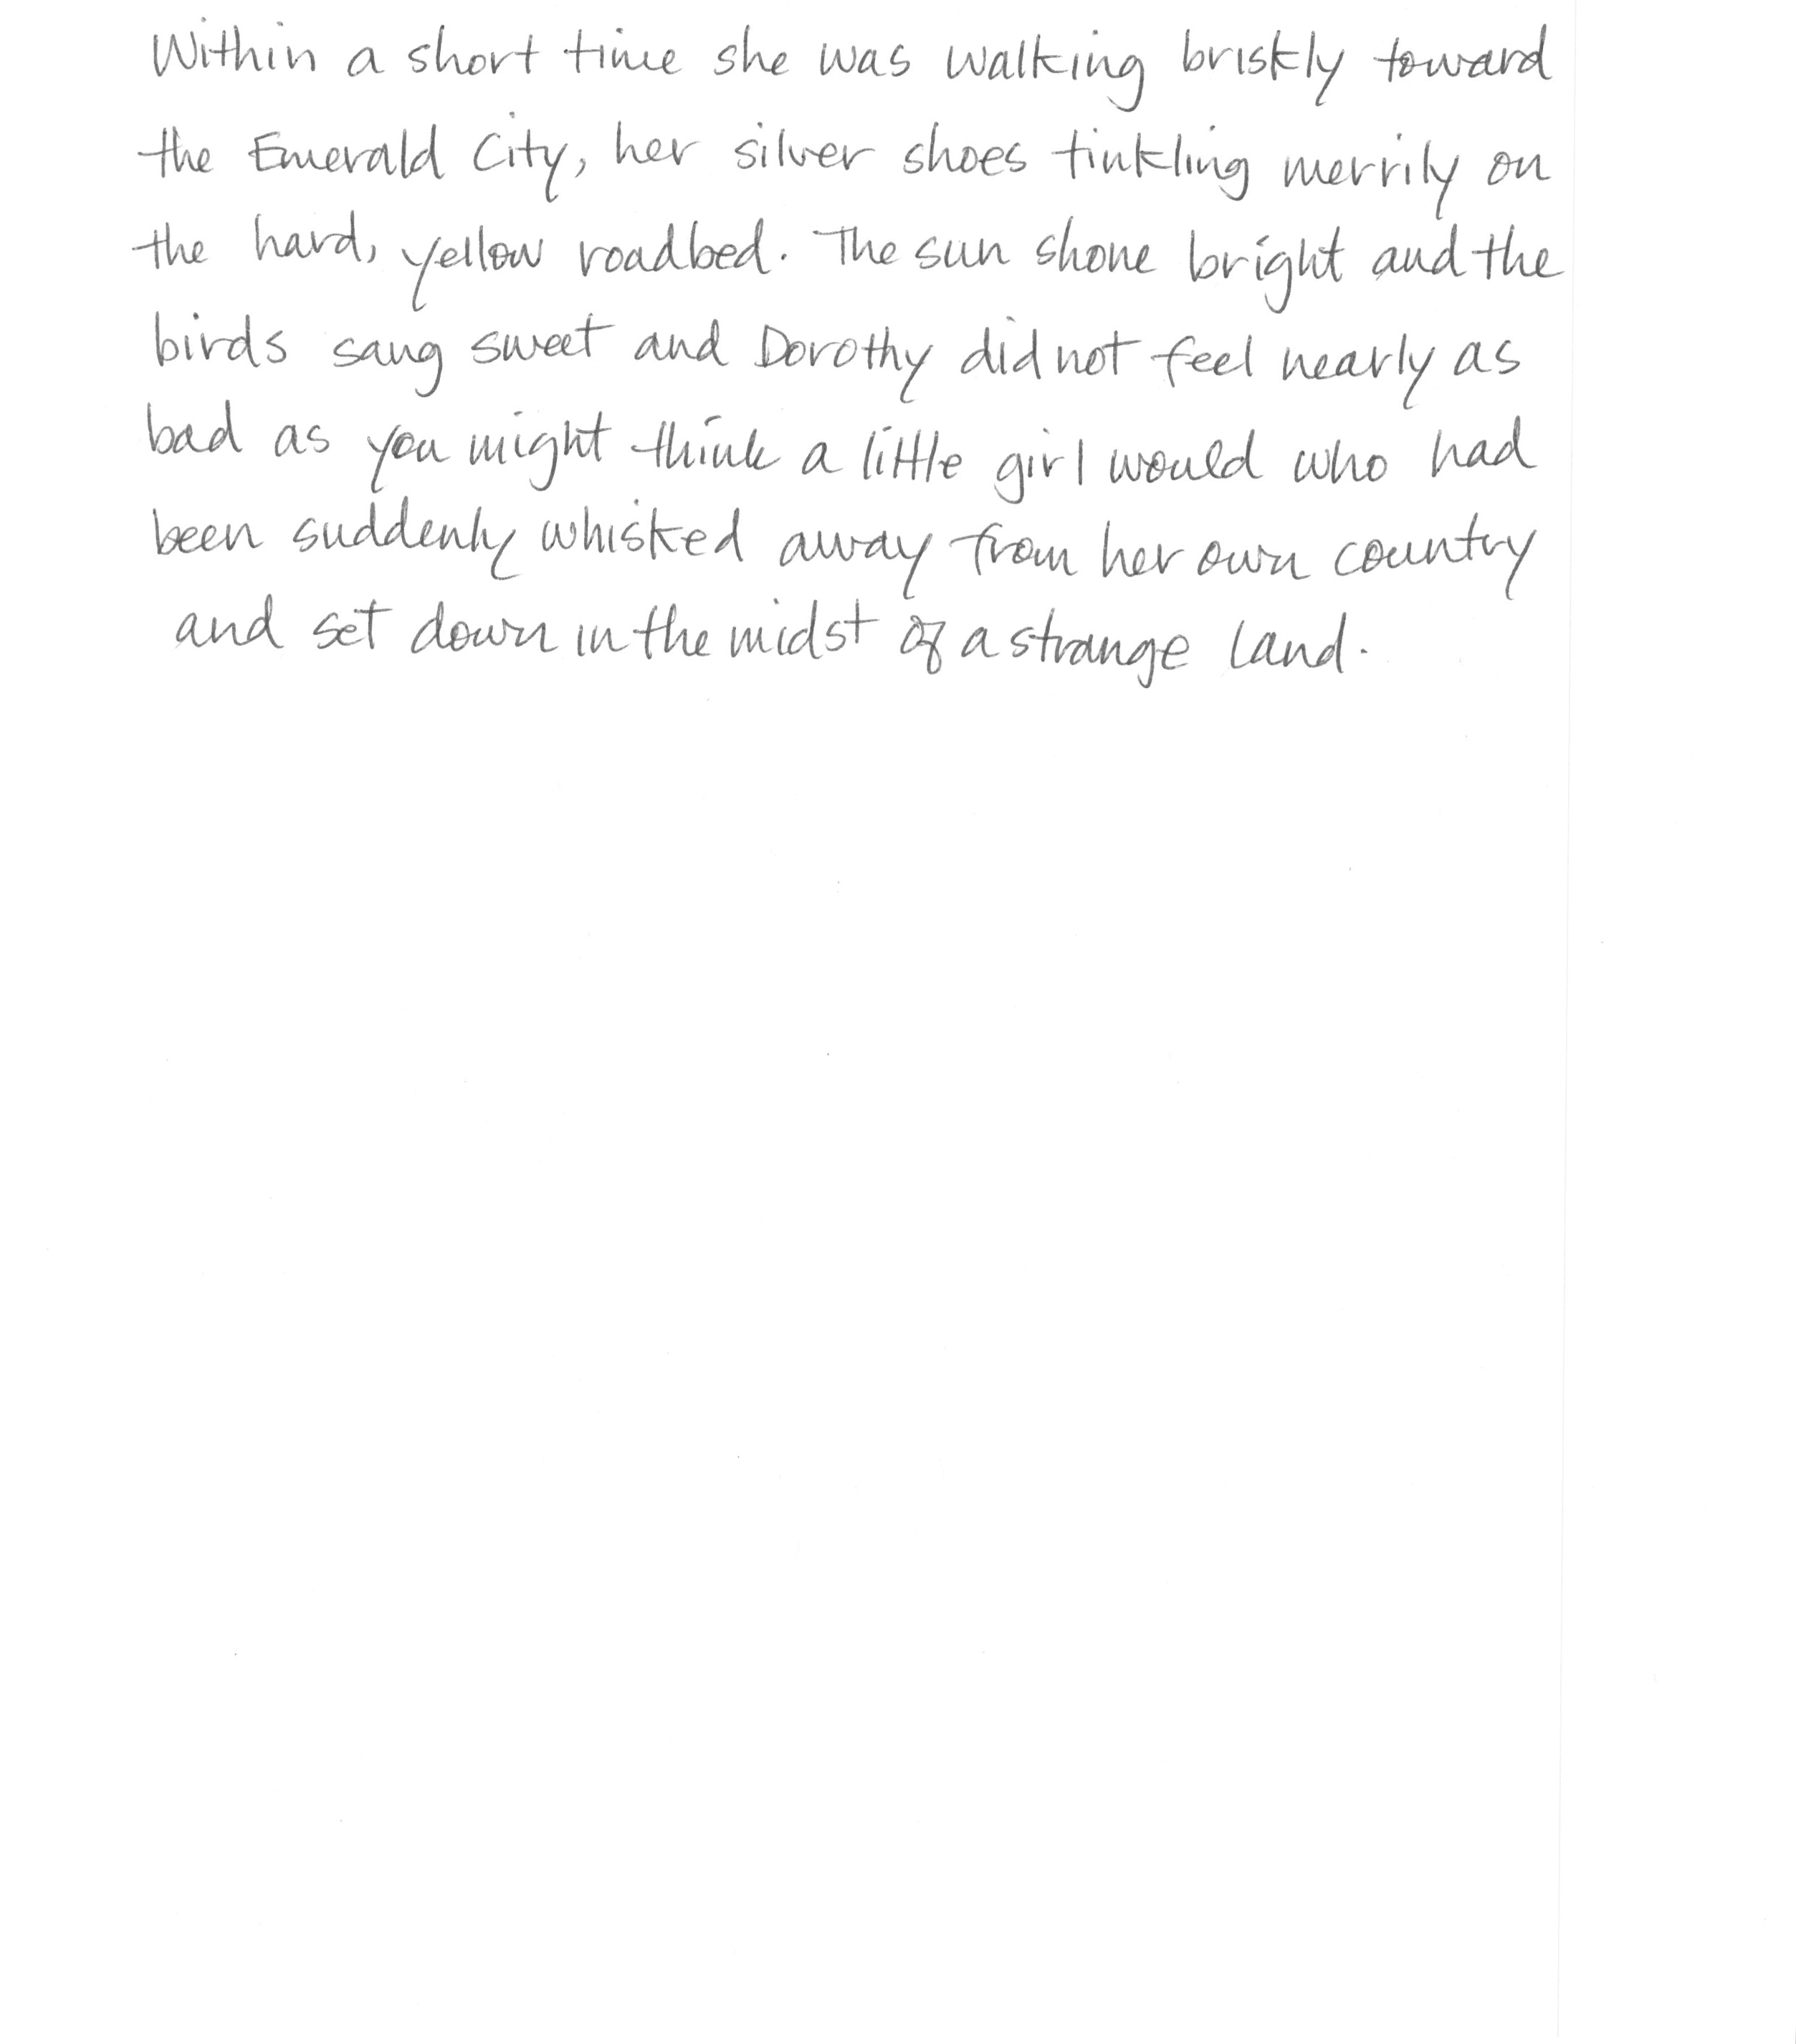 Within a short time she was walking briskly toward
the Emerald City, her silver shoes tinkling merrily on
the hard, yellow roadbed. The sun shone bright and the
birds sang sweet and Dorothy did not feel nearly as
bad as you might think a little girl would who had
been suddenly whisked away from her own country
and set down in the midst of a strange land.